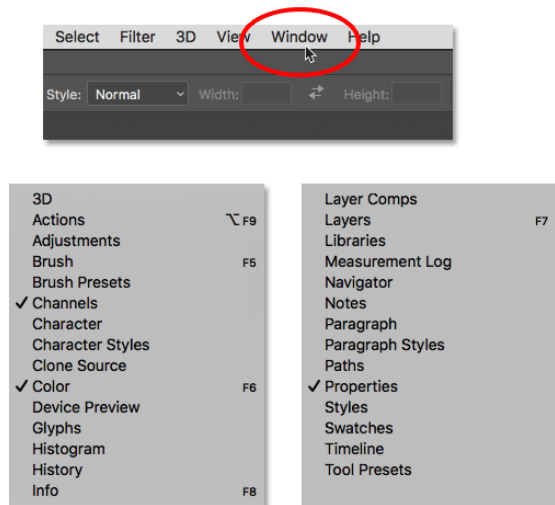 Select Filter 3D View Window Help
Style: Normal Width: Height:
3D
Actions ⌥ F9
Adjustments
Brush F5
Brush Presets
✓ Channels
Character
Character Styles
Clone Source
✓ Color F6
Device Preview
Glyphs
Histogram
History
Info F8
Layer Comps
Layers F7
Libraries
Measurement Log
Navigator
Notes
Paragraph
Paragraph Styles
Paths
✓ Properties
Styles
Swatches
Timeline
Tool Presets